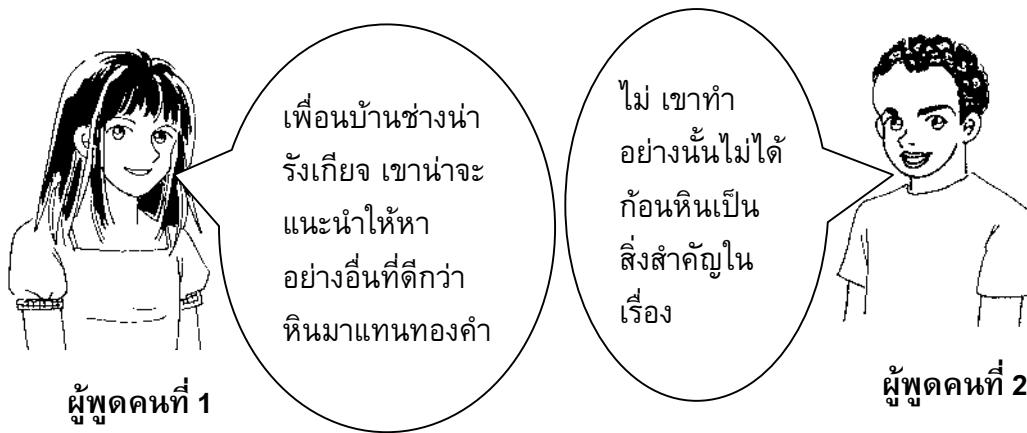 เพื่อนบ้านช่างน่า
รังเกียจ เขาน่าจะ
แนะนำให้หา
อย่างอื่นที่ดีกว่า
หินมาแทนทองคำ
ผู้พูดคนที่ 1
ไม่ เขาทำ
อย่างนั้นไม่ได้
ก้อนหินเป็น
สิ่งสำคัญใน
เรื่อง
ผู้พูดคนที่ 2